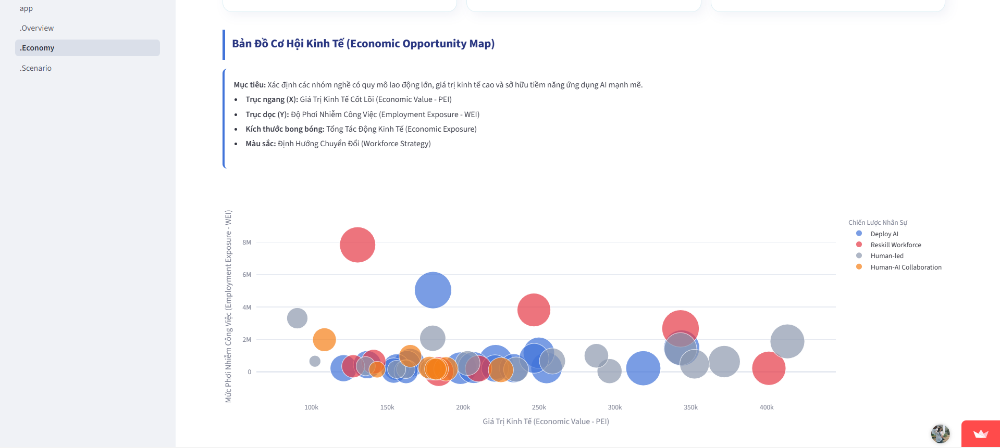 app
.Overview
.Economy
.Scenario
Bản Đồ Cơ Hội Kinh Tế (Economic Opportunity Map)
Mục tiêu: Xác định các nhóm nghề có quy mô lao động lớn, giá trị kinh tế cao và sở hữu tiềm năng ứng dụng AI mạnh mẽ.
• Trục ngang (X): Giá Trị Kinh Tế Cốt Lõi (Economic Value - PEI)
• Trục dọc (Y): Độ Phơi Nhiễm Công Việc (Employment Exposure - WEI)
• Kích thước bong bóng: Tổng Tác Động Kinh Tế (Economic Exposure)
• Màu sắc: Định Hướng Chuyển Đổi (Workforce Strategy)
Mức Phơi Nhiễm Công Việc (Employment Exposure - WEI)
8M
6M
4M
2M
0
100k
150k
200k
250k
300k
350k
400k
Giá Trị Kinh Tế (Economic Value - PEI)
Chiến Lược Nhân Sự
Deploy AI
Reskill Workforce
Human-led
Human-AI Collaboration